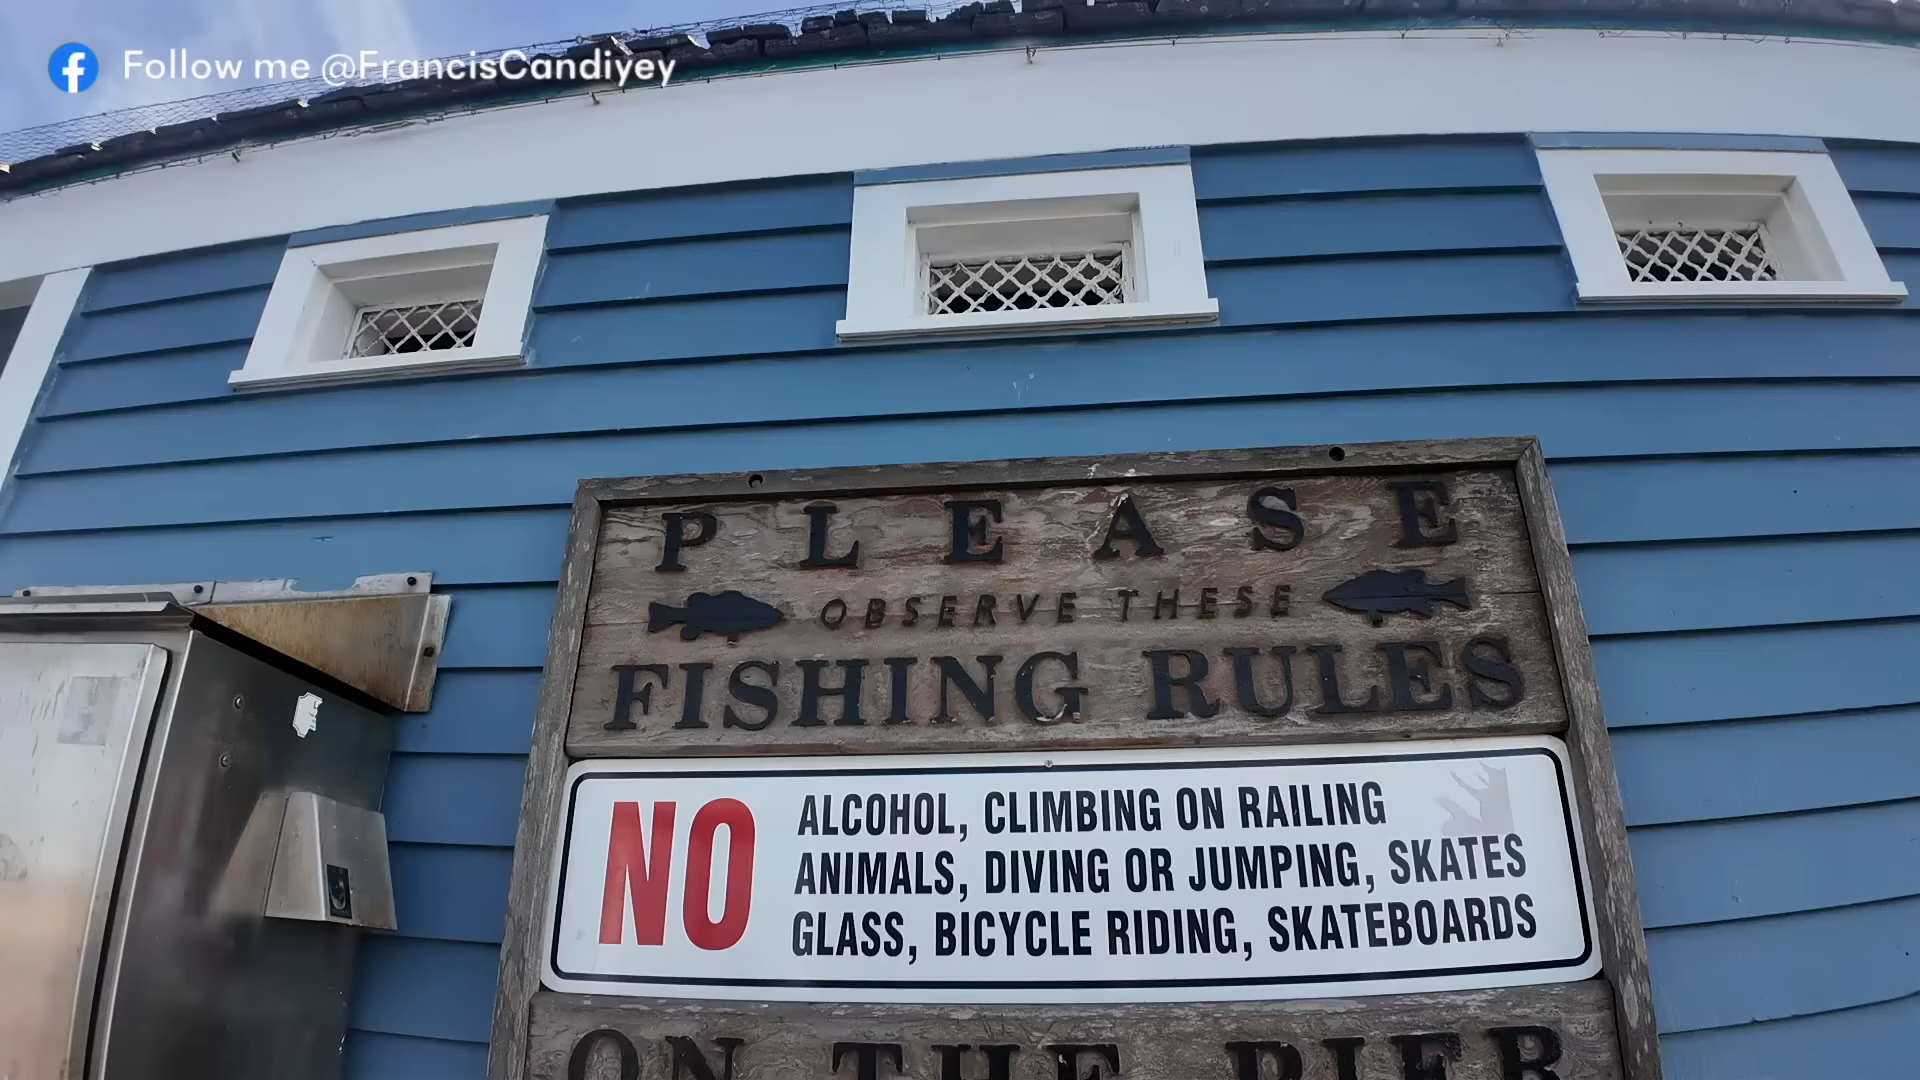 Follow me @FrancisCandiyey
PLEASE
OBSERVE THESE
FISHING RULES
NO
ALCOHOL, CLIMBING ON RAILING
ANIMALS, DIVING OR JUMPING, SKATES
GLASS, BICYCLE RIDING, SKATEBOARDS
ON THE PIER